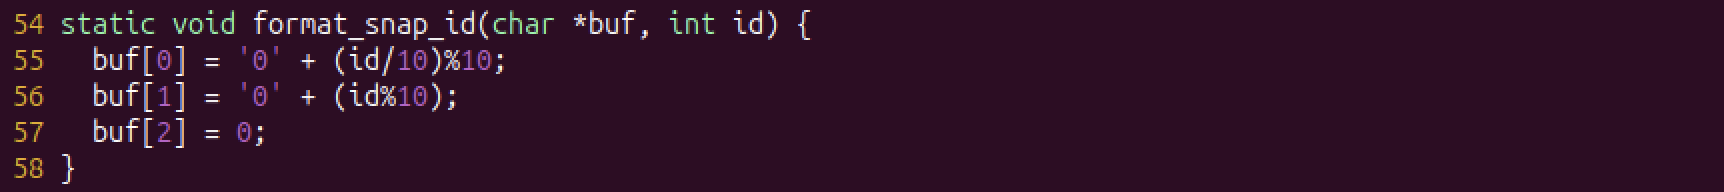 54 static void format_snap_id(char *buf, int id) {
55   buf[0] = '0' + (id/10)%10;
56   buf[1] = '0' + (id%10);
57   buf[2] = 0;
58 }